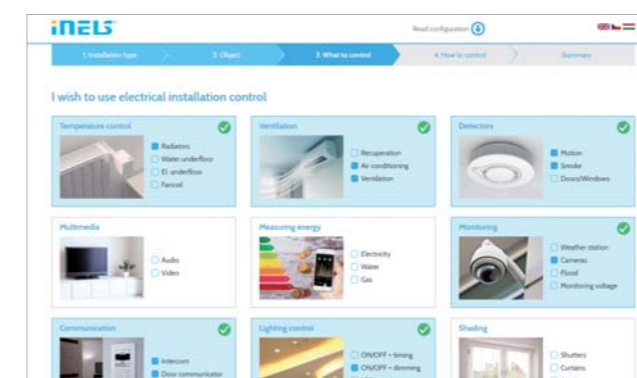 iNELS
Read configuration
1. Installation type
2. Object
3. What to control
4. How to control
Summary
I wish to use electrical installation control
Temperature control
Radiators
Water underfloor
El. underfloor
Fancoil
Ventilation
Recuperation
Air conditioning
Ventilation
Detectors
Motion
Smoke
Doors/Windows
Multimedia
Audio
Video
Measuring energy
Electricity
Water
Gas
Monitoring
Weather station
Cameras
Flood
Monitoring voltage
Communication
Intercom
Door communicator
Lighting control
ON/OFF + timing
ON/OFF + dimming
Shading
Shutters
Curtains